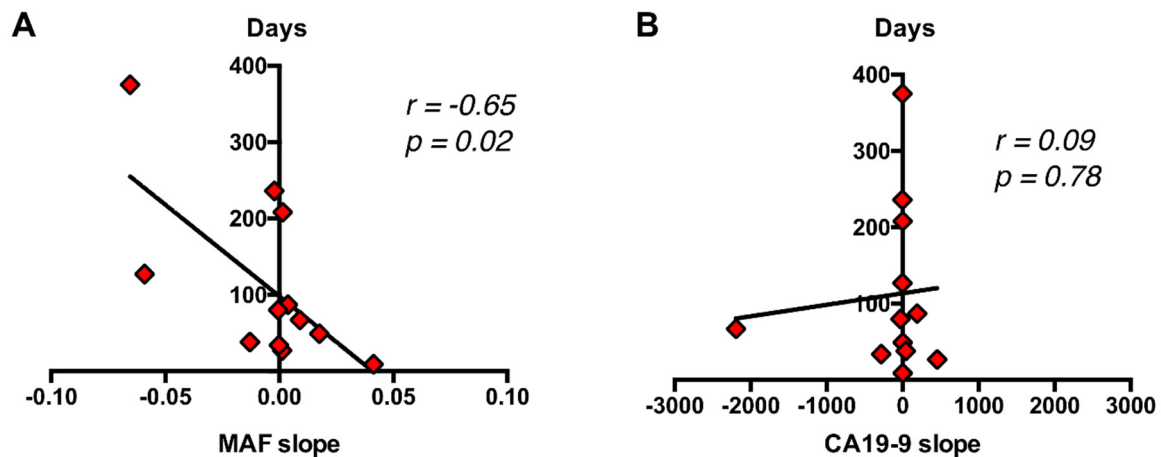 A
Days
400
300
200
100
r = -0.65
p = 0.02
-0.10 -0.05 0.00 0.05 0.10
MAF slope
B
Days
400
300
200
100
r = 0.09
p = 0.78
-3000 -2000 -1000 0 1000 2000 3000
CA19-9 slope